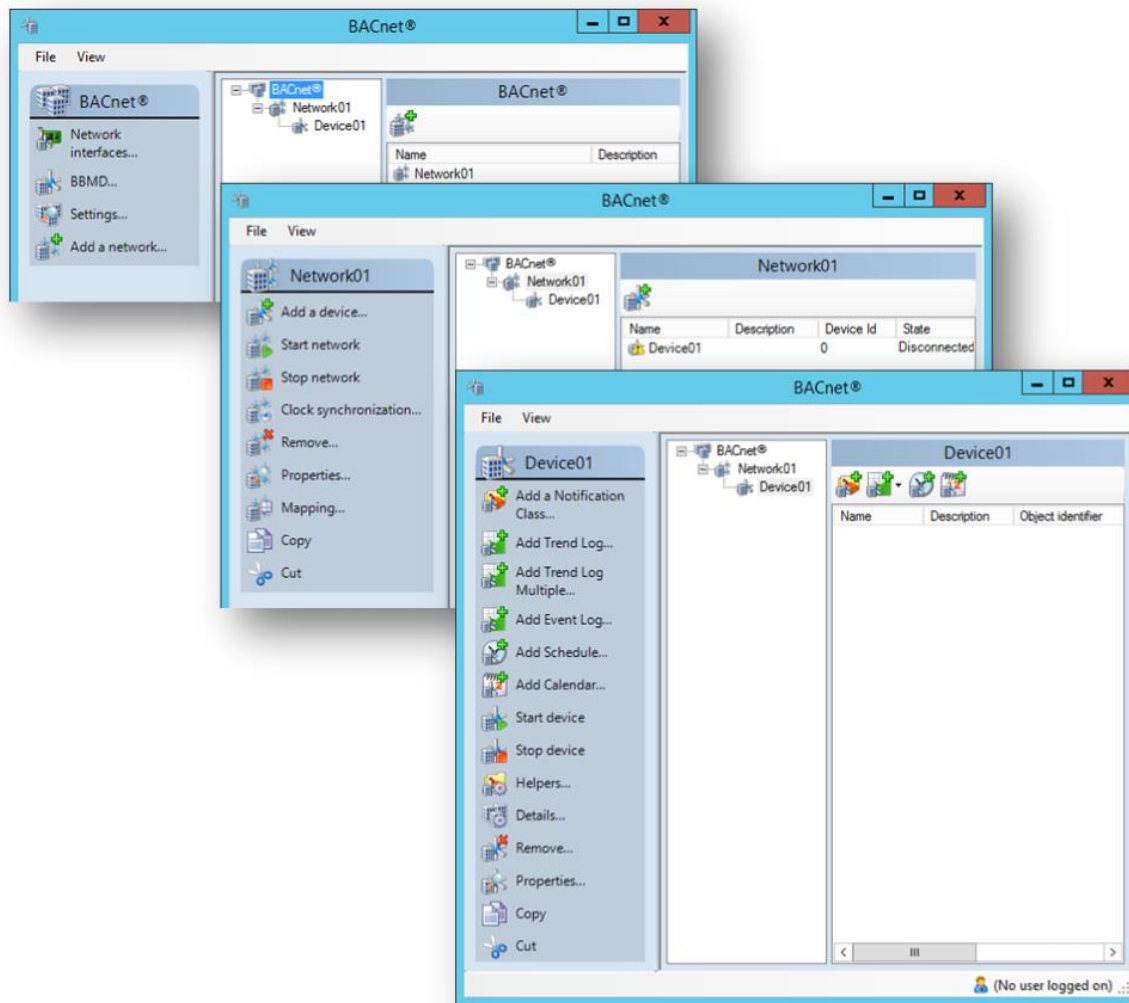 BACnet®
File View
BACnet®
Network
interfaces...
BBMD...
Settings...
Add a network...
BACnet®
Network01
Device01
BACnet®
Name Description
Network01
BACnet®
File View
Network01
Add a device...
Start network
Stop network
Clock synchronization...
Remove...
Properties...
Mapping...
Copy
Cut
BACnet®
Network01
Device01
Network01
Name Description Device Id State
Device01 0 Disconnected
BACnet®
File View
Device01
Add a Notification
Class...
Add Trend Log...
Add Trend Log
Multiple...
Add Event Log...
Add Schedule...
Add Calendar...
Start device
Stop device
Helpers...
Details...
Remove...
Properties...
Copy
Cut
BACnet®
Network01
Device01
Device01
Name Description Object identifier
(No user logged on)